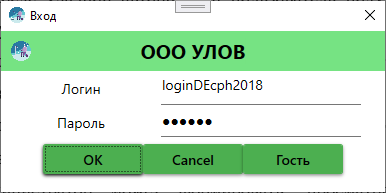 Вход
ООО УЛОВ
Логин loginDEcph2018
Пароль ●●●●●●
OK Cancel Гость